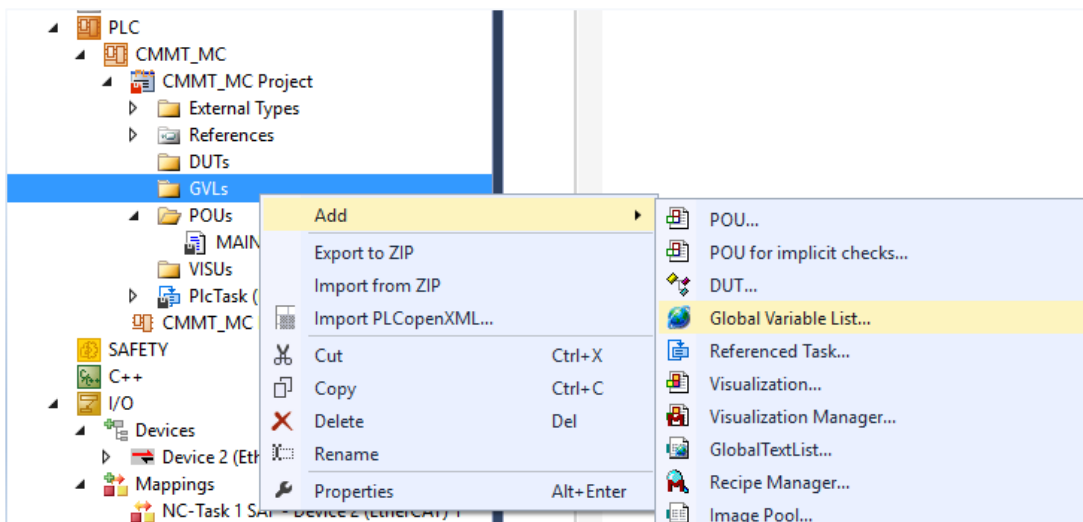 PLC
CMMT_MC
CMMT_MC Project
External Types
References
DUTs
GVLs
POUs
MAIN
VISUs
PlcTask (
CMMT_MC
SAFETY
C++
I/O
Devices
Device 2 (Eth
Mappings
NC-Task 1 SAF - Device 2 (EtherCAT) 1
Add
Export to ZIP
Import from ZIP
Import PLCopenXML...
Cut Ctrl+X
Copy Ctrl+C
Delete Del
Rename
Properties Alt+Enter
POU...
POU for implicit checks...
DUT...
Global Variable List...
Referenced Task...
Visualization...
Visualization Manager...
GlobalTextList...
Recipe Manager...
Image Pool...